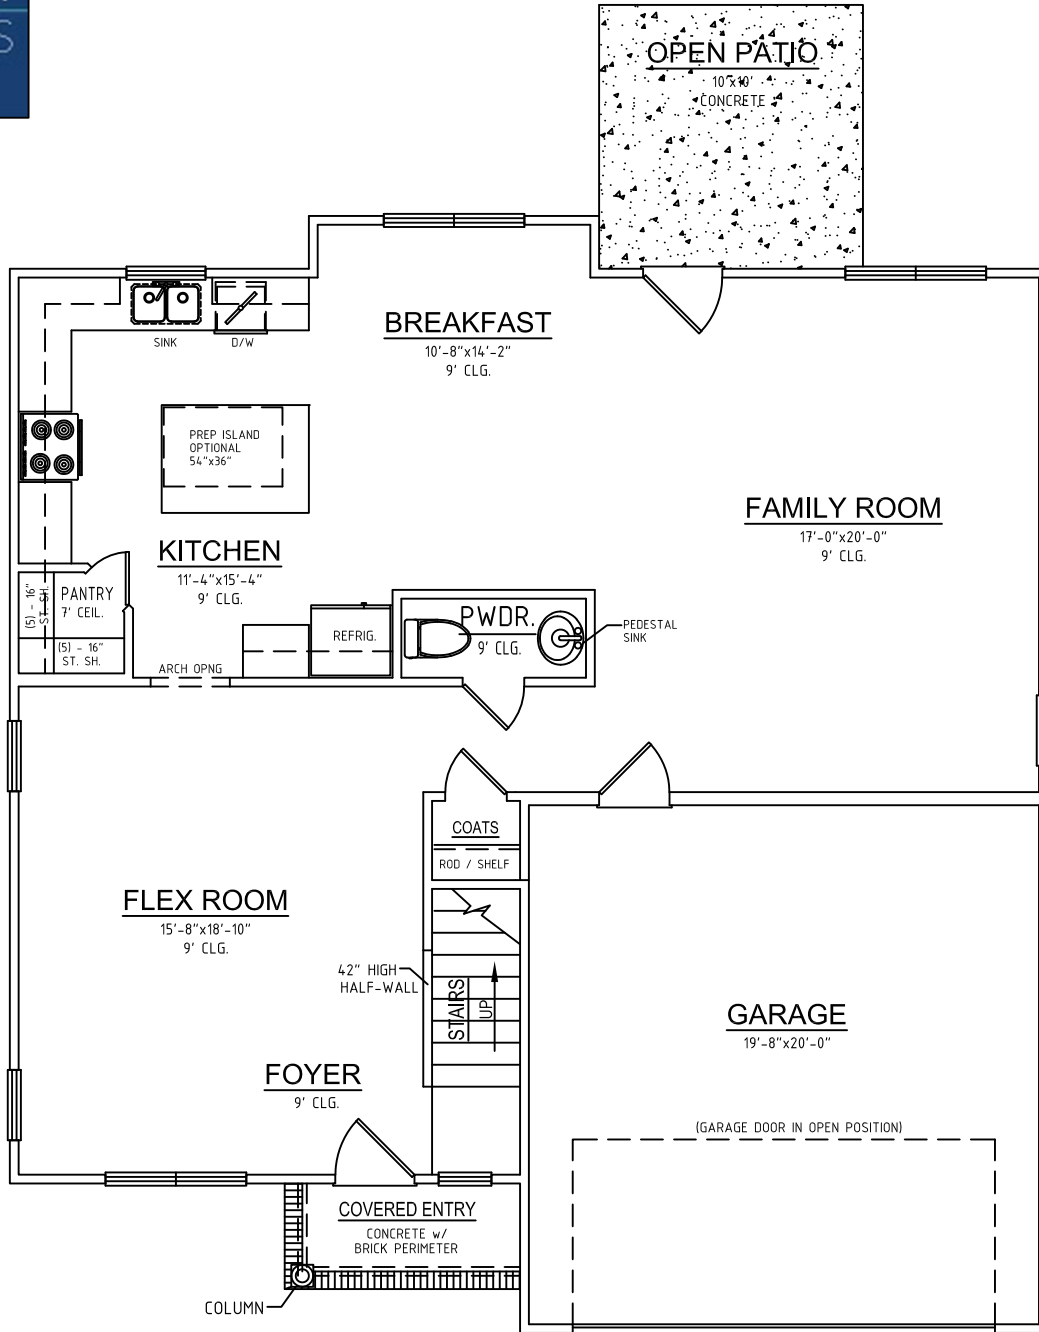 S
OPEN PATIO
10'x10'
CONCRETE
SINK
D/W
BREAKFAST
10'-8"x14'-2"
9' CLG.
PREP ISLAND
OPTIONAL
54"x36"
FAMILY ROOM
17'-0"x20'-0"
9' CLG.
KITCHEN
11'-4"x15'-4"
9' CLG.
(5) - 16"
ST. SH.
PANTRY
7' CEIL.
(5) - 16"
ST. SH.
ARCH OPNG
REFRIG.
PWDR.
9' CLG.
PEDESTAL
SINK
COATS
ROD / SHELF
FLEX ROOM
15'-8"x18'-10"
9' CLG.
42" HIGH
HALF-WALL
STAIRS
UP
GARAGE
19'-8"x20'-0"
FOYER
9' CLG.
(GARAGE DOOR IN OPEN POSITION)
COVERED ENTRY
CONCRETE w/
BRICK PERIMETER
COLUMN